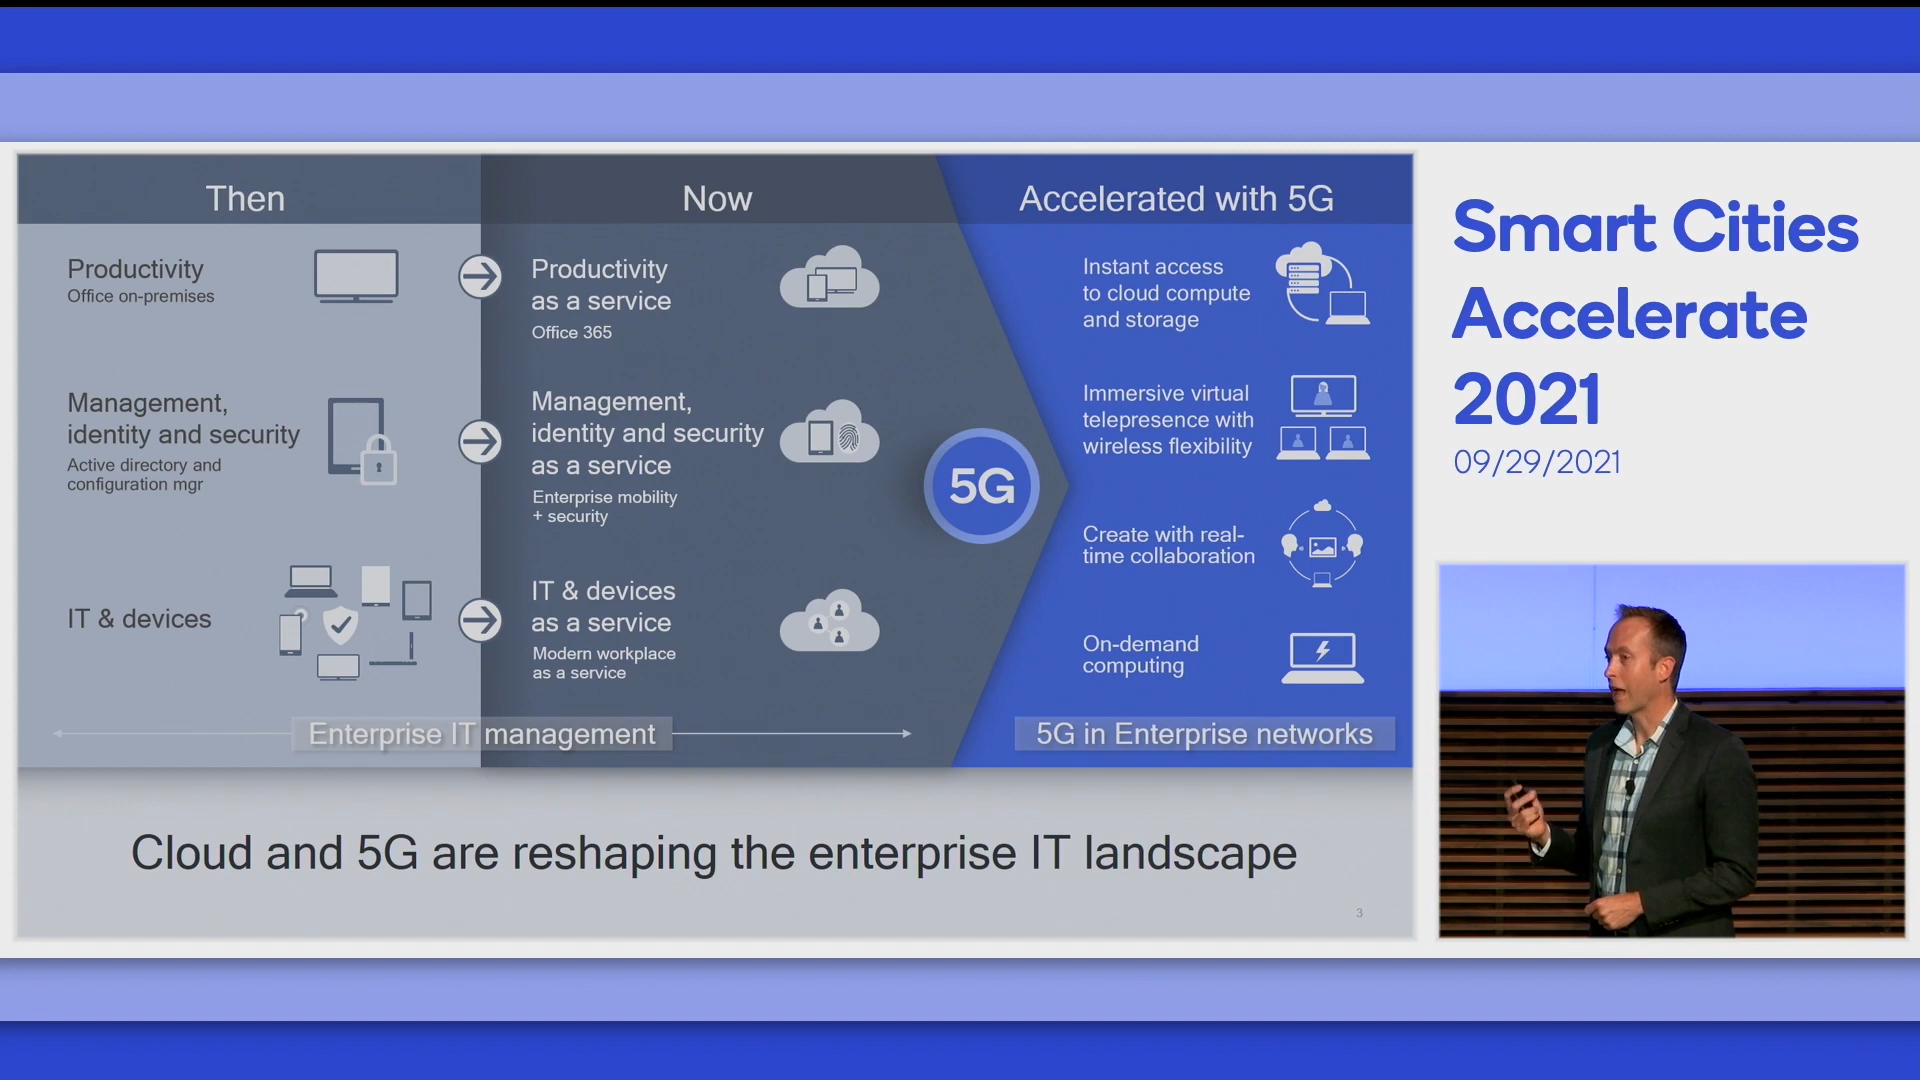 Then
Productivity
Office on-premises
Management,
identity and security
Active directory and
configuration mgr
IT & devices
Now
Productivity
as a service
Office 365
Management,
identity and security
as a service
Enterprise mobility
+ security
IT & devices
as a service
Modern workplace
as a service
Enterprise IT management
5G
Accelerated with 5G
Instant access
to cloud compute
and storage
Immersive virtual
telepresence with
wireless flexibility
Create with real-
time collaboration
On-demand
computing
5G in Enterprise networks
Cloud and 5G are reshaping the enterprise IT landscape
3
Smart Cities
Accelerate
2021
09/29/2021